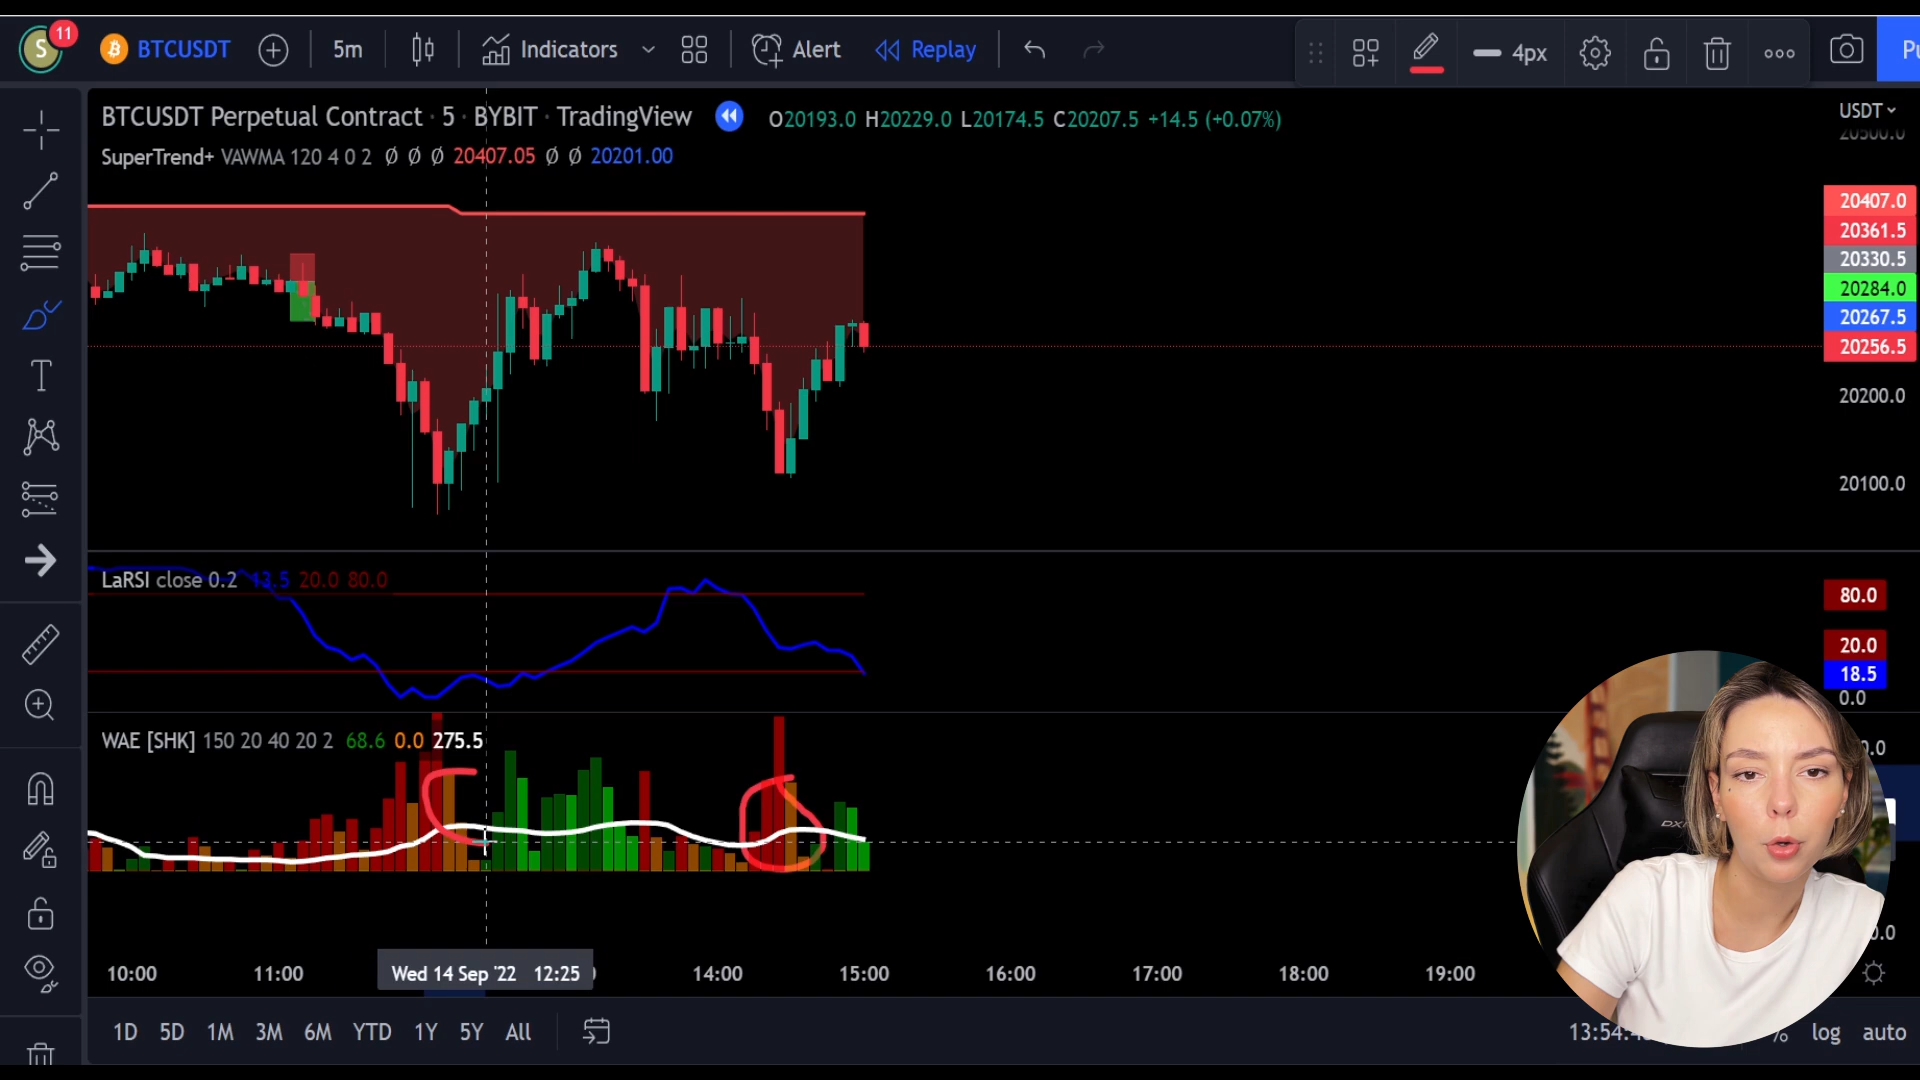 S 11 BTCUSDT 5m Indicators Alert Replay 4px
BTCUSDT Perpetual Contract · 5 · BYBIT · TradingView O20193.0 H20229.0 L20174.5 C20207.5 +14.5 (+0.07%) USDT
SuperTrend+ VAWMA 120 4 0 2 Ø Ø Ø 20407.05 Ø Ø 20201.00
20407.0
20361.5
20330.5
20284.0
20267.5
20256.5
20200.0
20100.0
LaRSI close 0.2 13.5 20.0 80.0
80.0
20.0
18.5
0.0
WAE [SHK] 150 20 40 20 2 68.6 0.0 275.5
10:00 11:00 Wed 14 Sep '22 12:25 14:00 15:00 16:00 17:00 18:00 19:00
1D 5D 1M 3M 6M YTD 1Y 5Y All % log auto